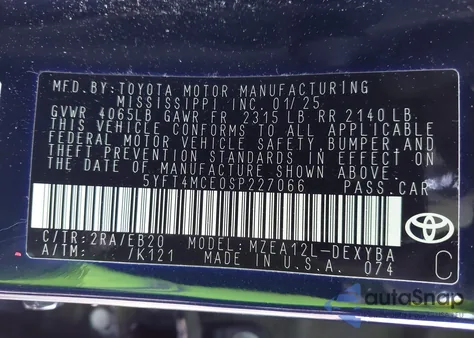 MFD.BY:TOYOTA MOTOR MANUFACTURING
MISSISSIPPI INC. 01/25
GVWR 4065LB GAWR FR 2315 LB RR 2140 LB.
THIS VEHICLE CONFORMS TO ALL APPLICABLE
FEDERAL MOTOR VEHICLE SAFETY, BUMPER, AND
THEFT PREVENTION STANDARDS IN EFFECT ON
THE DATE OF MANUFACTURE SHOWN ABOVE.
5YFT4MCE0SP227066 PASS.CAR
C/TR:2RA/EB20 MODEL: MZEA12L-DEXYBA
A/TM: /K121 MADE IN U.S.A. 074
C
autoSnap